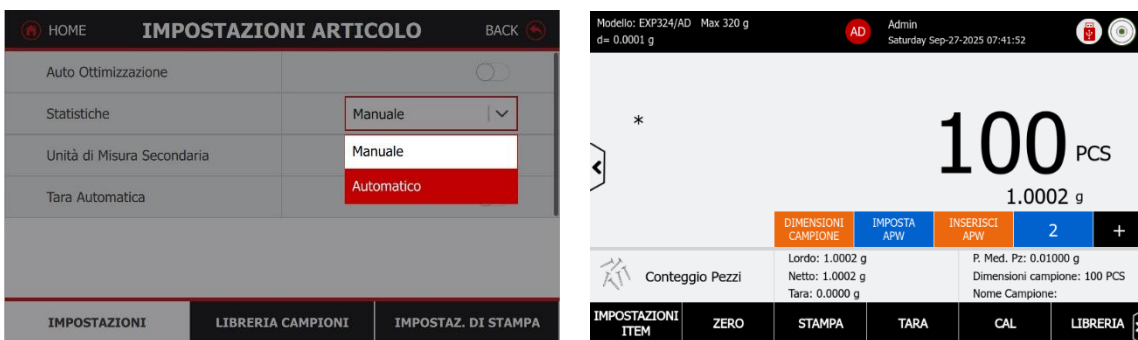 HOME IMPOSTAZIONI ARTICOLO BACK
Auto Ottimizzazione
Statistiche Manuale
Manuale
Unità di Misura Secondaria
Automatico
Tara Automatica
IMPOSTAZIONI LIBRERIA CAMPIONI IMPOSTAZ. DI STAMPA
Modello: EXP324/AD Max 320 g
d= 0.0001 g
AD
Admin
Saturday Sep-27-2025 07:41:52
*
100 PCS
1.0002 g
DIMENSIONI CAMPIONE
IMPOSTA APW
INSERISCI APW
2
+
Conteggio Pezzi
Lordo: 1.0002 g
Netto: 1.0002 g
Tara: 0.0000 g
P. Med. Pz: 0.01000 g
Dimensioni campione: 100 PCS
Nome Campione:
IMPOSTAZIONI ITEM
ZERO
STAMPA
TARA
CAL
LIBRERIA